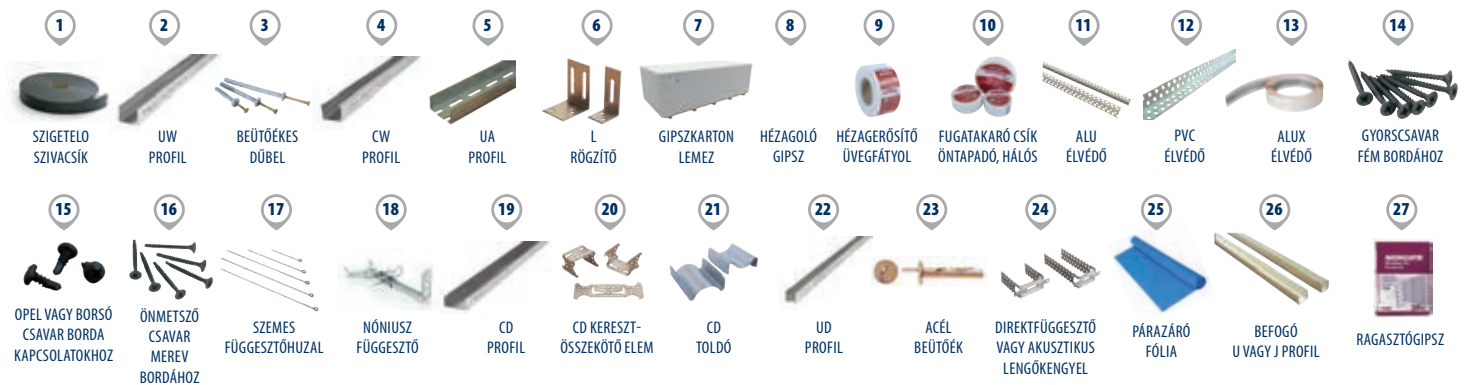 1
2
3
4
5
6
7
8
9
10
11
12
13
14
SZIGETELO
SZIVACSÍK
UW
PROFIL
BEÜTŐÉKES
DŰBEL
CW
PROFIL
UA
PROFIL
L
RÖGZÍTŐ
GIPSZKARTON
LEMEZ
HÉZAGOLÓ
GIPSZ
HÉZAGERŐSÍTŐ
ÜVEGFÁTYOL
FUGATAKARÓ CSÍK
ÖNTAPADÓ, HÁLÓS
ALU
ÉLVÉDŐ
PVC
ÉLVÉDŐ
ALUX
ÉLVÉDŐ
GYORSCSAVAR
FÉM BORDÁHOZ
15
16
17
18
19
20
21
22
23
24
25
26
27
OPEL VAGY BORSÓ
CSAVAR BORDA
KAPCSOLATOKHOZ
ÖNMETSZŐ
CSAVAR
MEREV
BORDÁHOZ
SZEMES
FÜGGESZTŐHUZAL
NÓNIUSZ
FÜGGESZTŐ
CD
PROFIL
CD KERESZT-
ÖSSZEKÖTŐ ELEM
CD
TOLDÓ
UD
PROFIL
ACÉL
BEÜTŐÉK
DIREKTFÜGGESZTŐ
VAGY AKUSZTIKUS
LENGŐKENGYEL
PÁRAZÁRÓ
FÓLIA
BEFOGÓ
U VAGY J PROFIL
RAGASZTÓGIPSZ